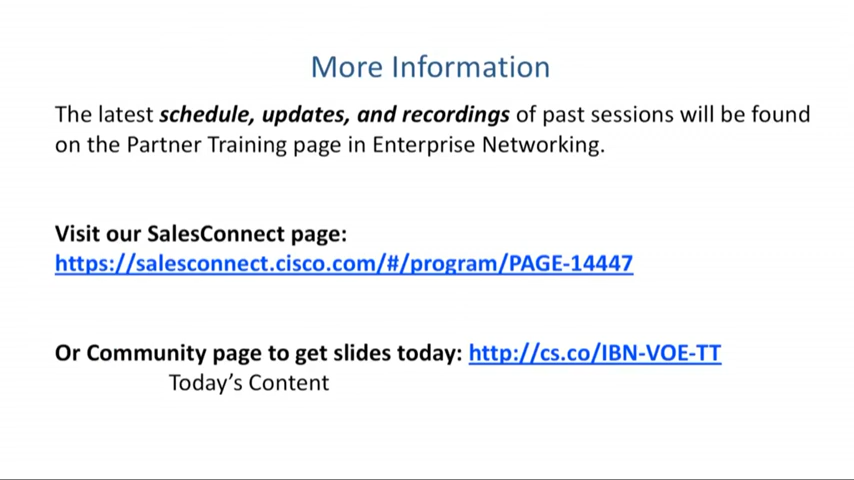 More Information
The latest schedule, updates, and recordings of past sessions will be found
on the Partner Training page in Enterprise Networking.
Visit our SalesConnect page:
https://salesconnect.cisco.com/#/program/PAGE-14447
Or Community page to get slides today: http://cs.co/IBN-VOE-TT
Today’s Content